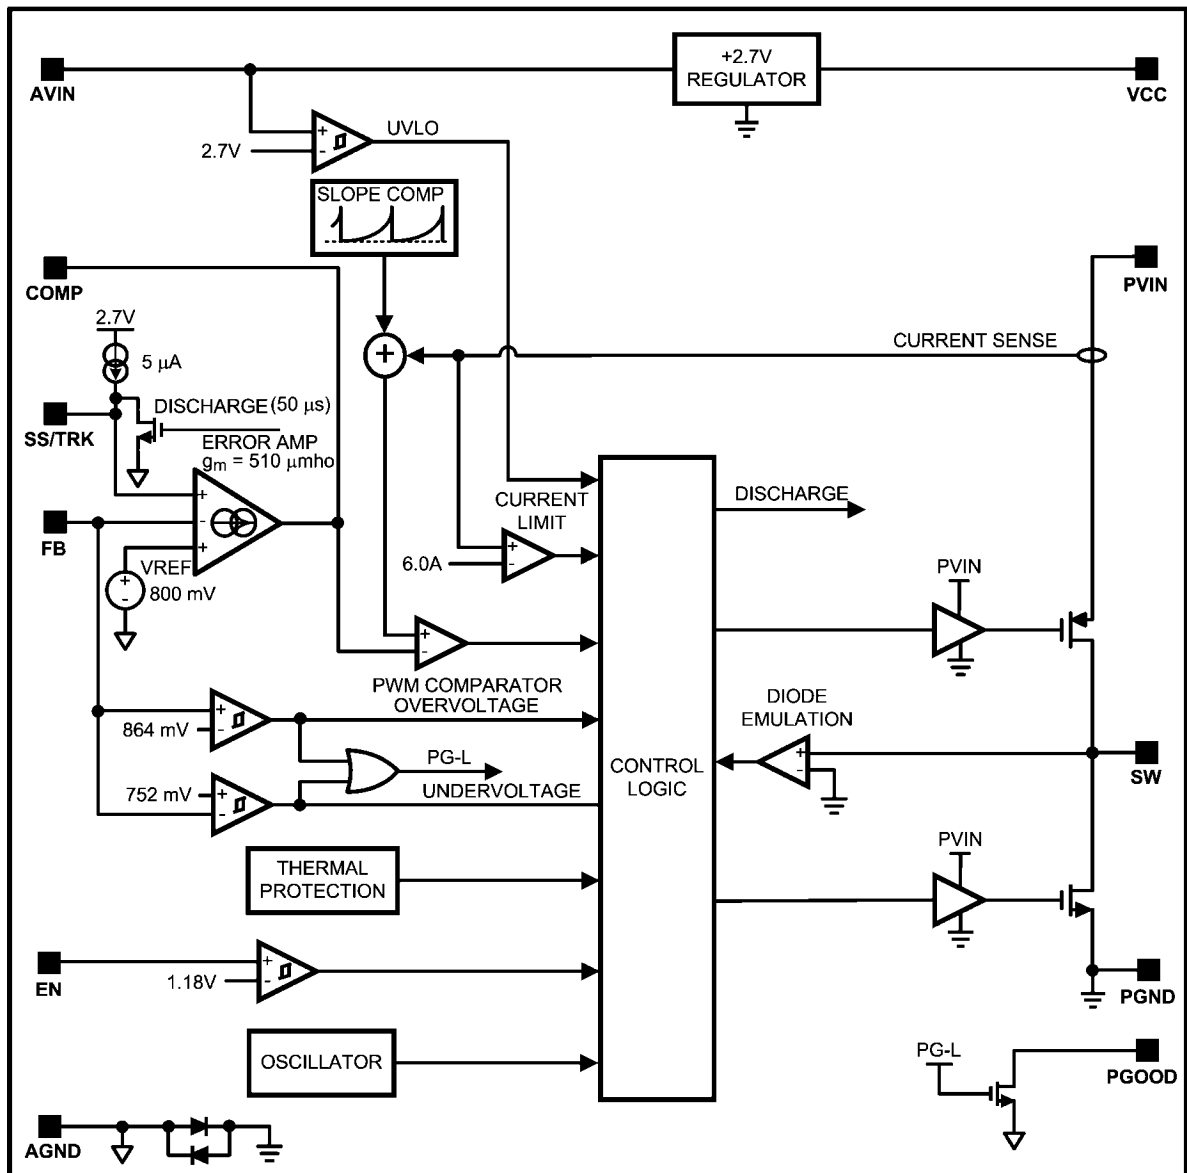 +2.7V
REGULATOR
AVIN
VCC
UVLO
+
-
2.7V
SLOPE COMP
COMP
PVIN
2.7V
5 μA
+
CURRENT SENSE
DISCHARGE (50 μs)
SS/TRK
ERROR AMP
gm = 510 μmho
+
-
+
FB
VREF
800 mV
+
-
CURRENT
LIMIT
DISCHARGE
+
-
6.0A
PVIN
+
-
PWM COMPARATOR
OVERVOLTAGE
+
-
864 mV
DIODE
EMULATION
+
-
SW
PG-L
CONTROL
LOGIC
752 mV
+
-
UNDERVOLTAGE
PVIN
THERMAL
PROTECTION
EN
+
-
1.18V
PGND
OSCILLATOR
PG-L
PGOOD
AGND